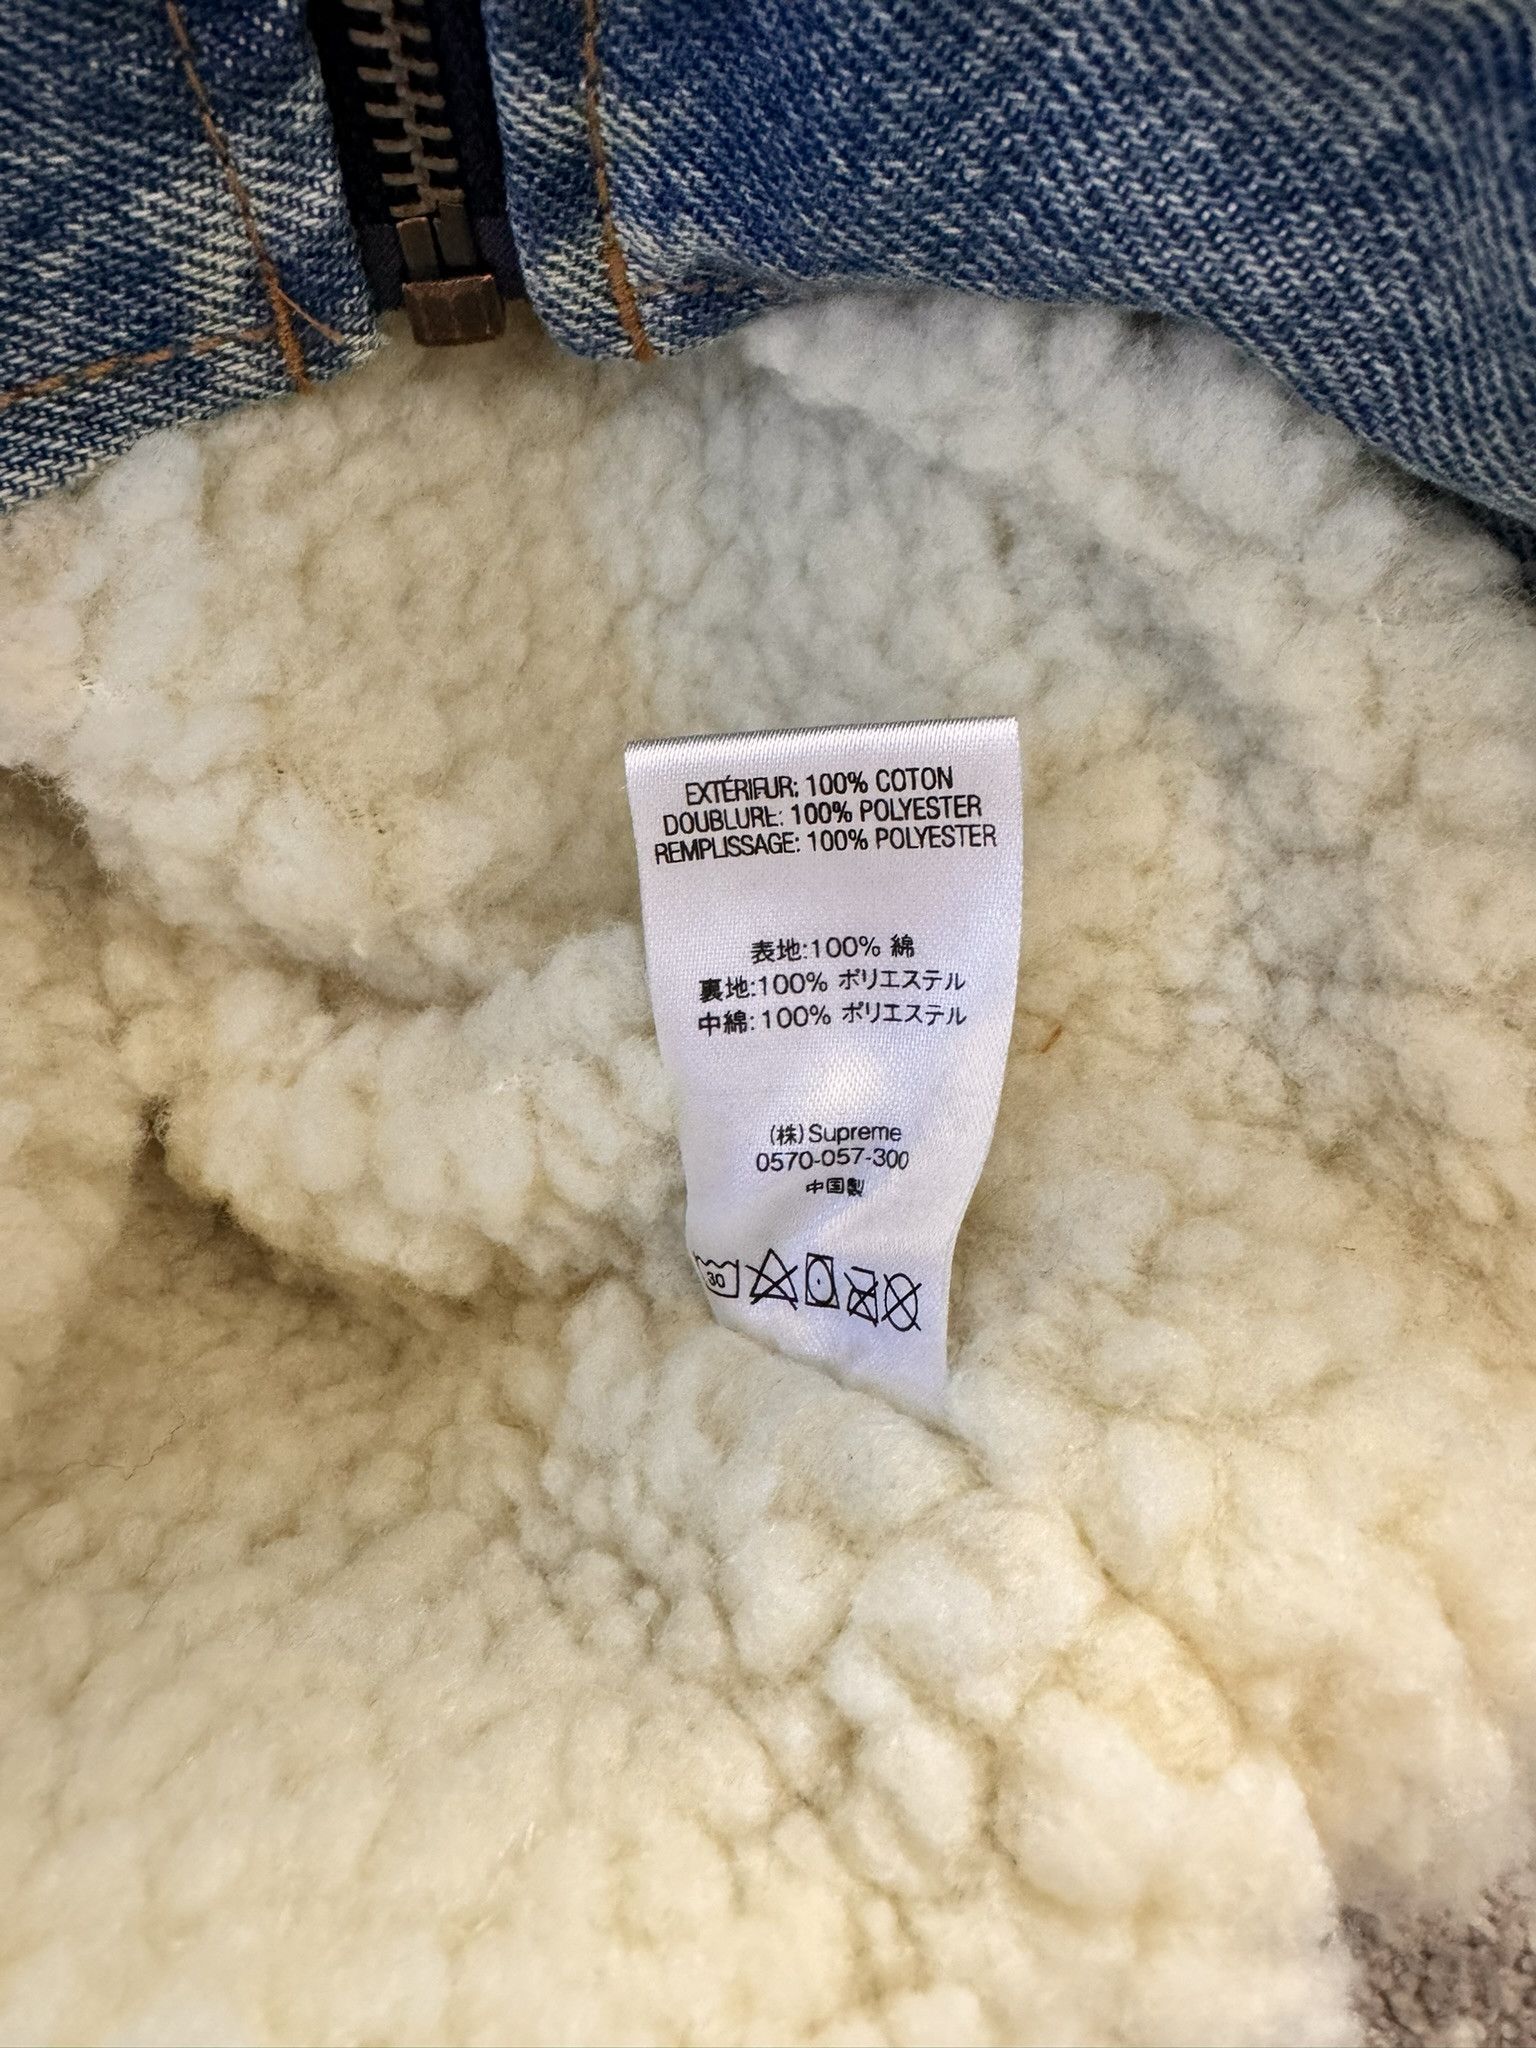 EXTÉRIEUR: 100% COTON
DOUBLURE: 100% POLYESTER
REMPLISSAGE: 100% POLYESTER
表地:100% 綿
裏地:100% ポリエステル
中綿:100% ポリエステル
(株)Supreme
0570-057-300
中国製
30